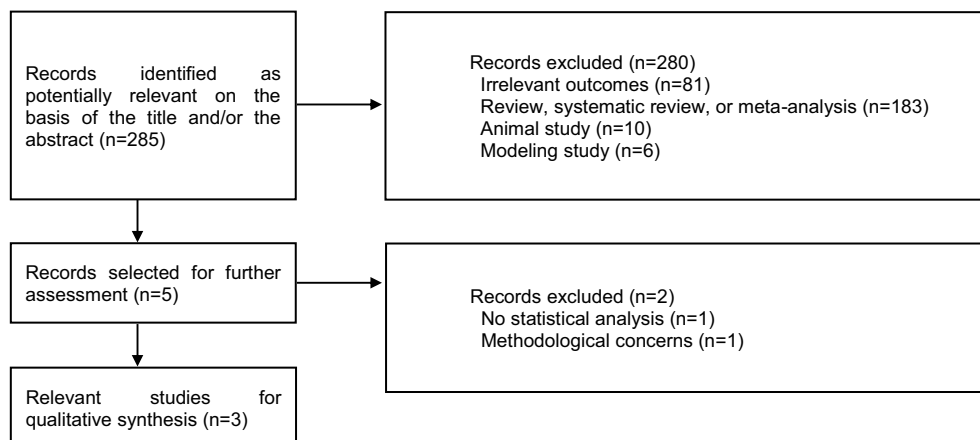 Records identified as
potentially relevant on the
basis of the title and/or the
abstract (n=285)
Records excluded (n=280)
Irrelevant outcomes (n=81)
Review, systematic review, or meta-analysis (n=183)
Animal study (n=10)
Modeling study (n=6)
Records selected for further
assessment (n=5)
Records excluded (n=2)
No statistical analysis (n=1)
Methodological concerns (n=1)
Relevant studies for
qualitative synthesis (n=3)